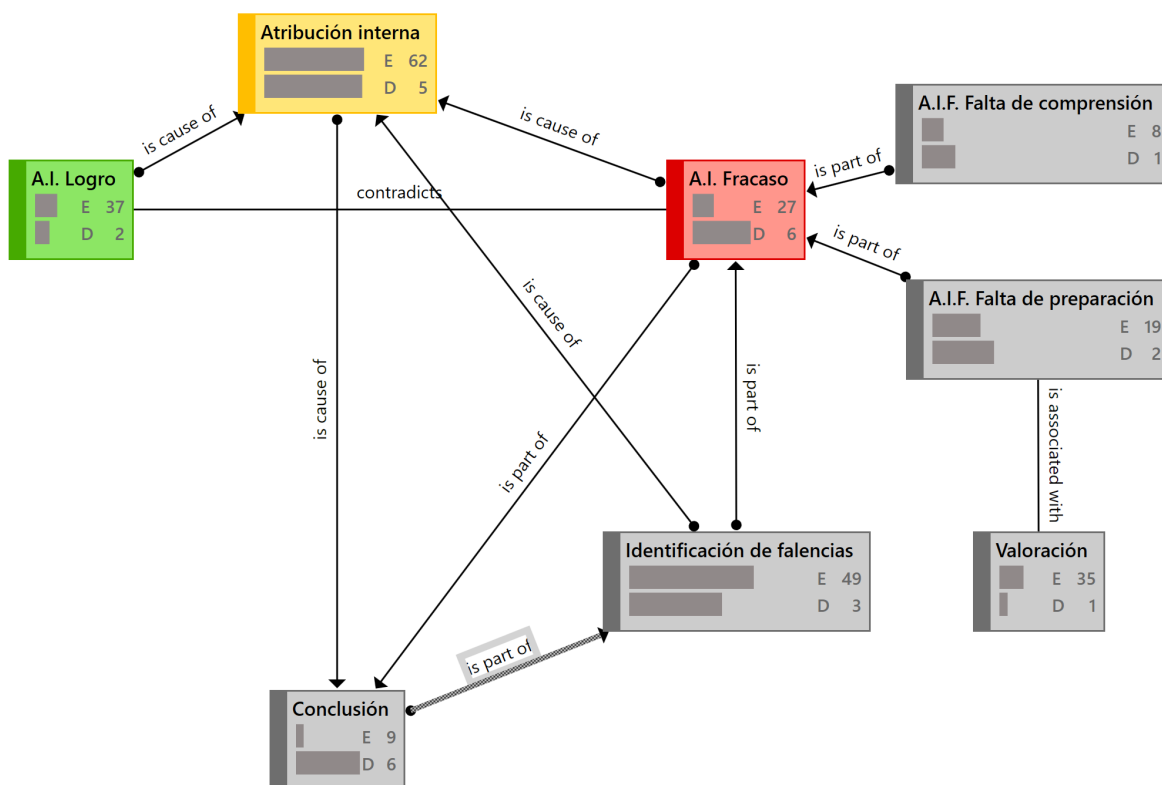 Atribución interna
E 62
D 5
is cause of
is cause of
A.I.F. Falta de comprensión
E 8
D 1
is part of
A.I. Logro
E 37
D 2
contradicts
A.I. Fracaso
E 27
D 6
is part of
A.I.F. Falta de preparación
E 19
D 2
is cause of
is cause of
is part of
is part of
is associated with
Identificación de falencias
E 49
D 3
Valoración
E 35
D 1
is part of
Conclusión
E 9
D 6